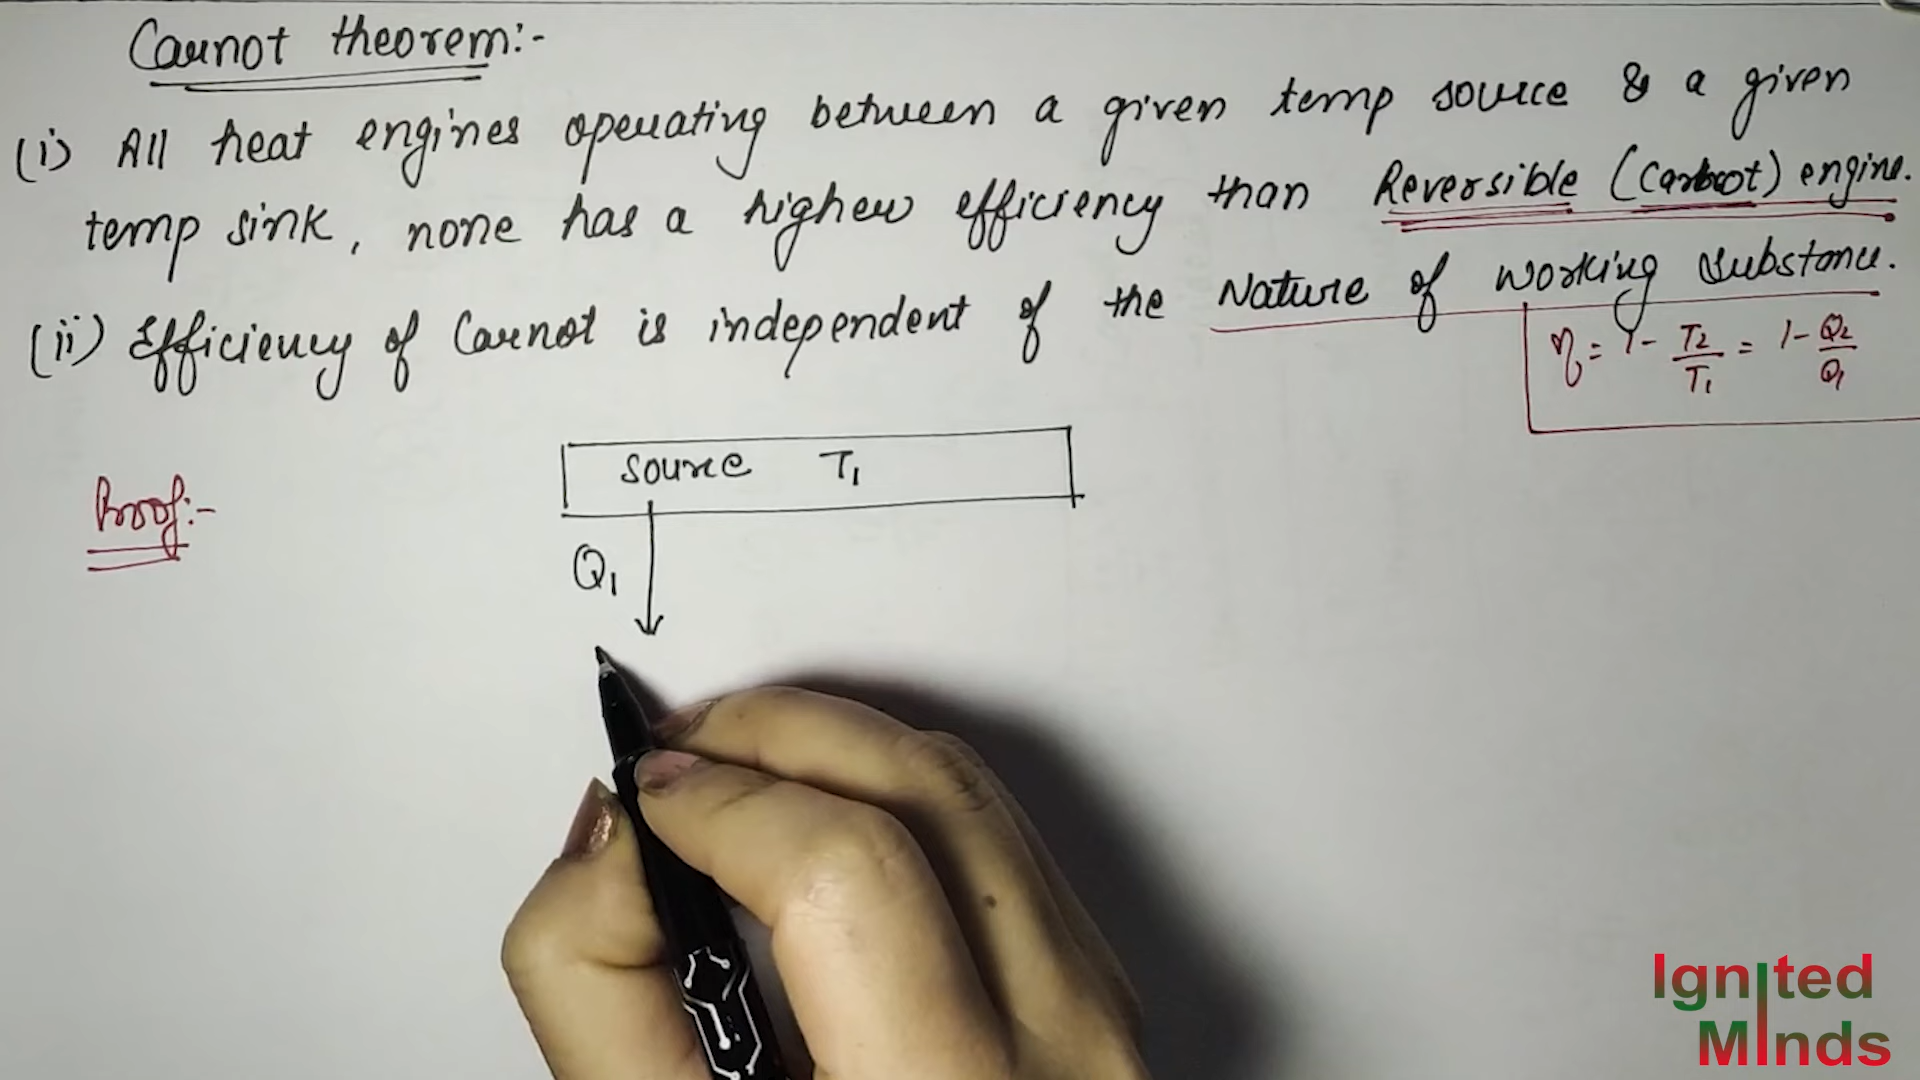 Carnot theorem:-
(i) All heat engines operating between a given temp source & a given
temp sink, none has a higher efficiency than Reversible (Carnot) engine.
(ii) Efficiency of Carnot is independent of the Nature of Working Substance.
η = 1 - T₂/T₁ = 1 - Q₂/Q₁
Source T₁
Proof:-
Q₁
Ignited
Minds